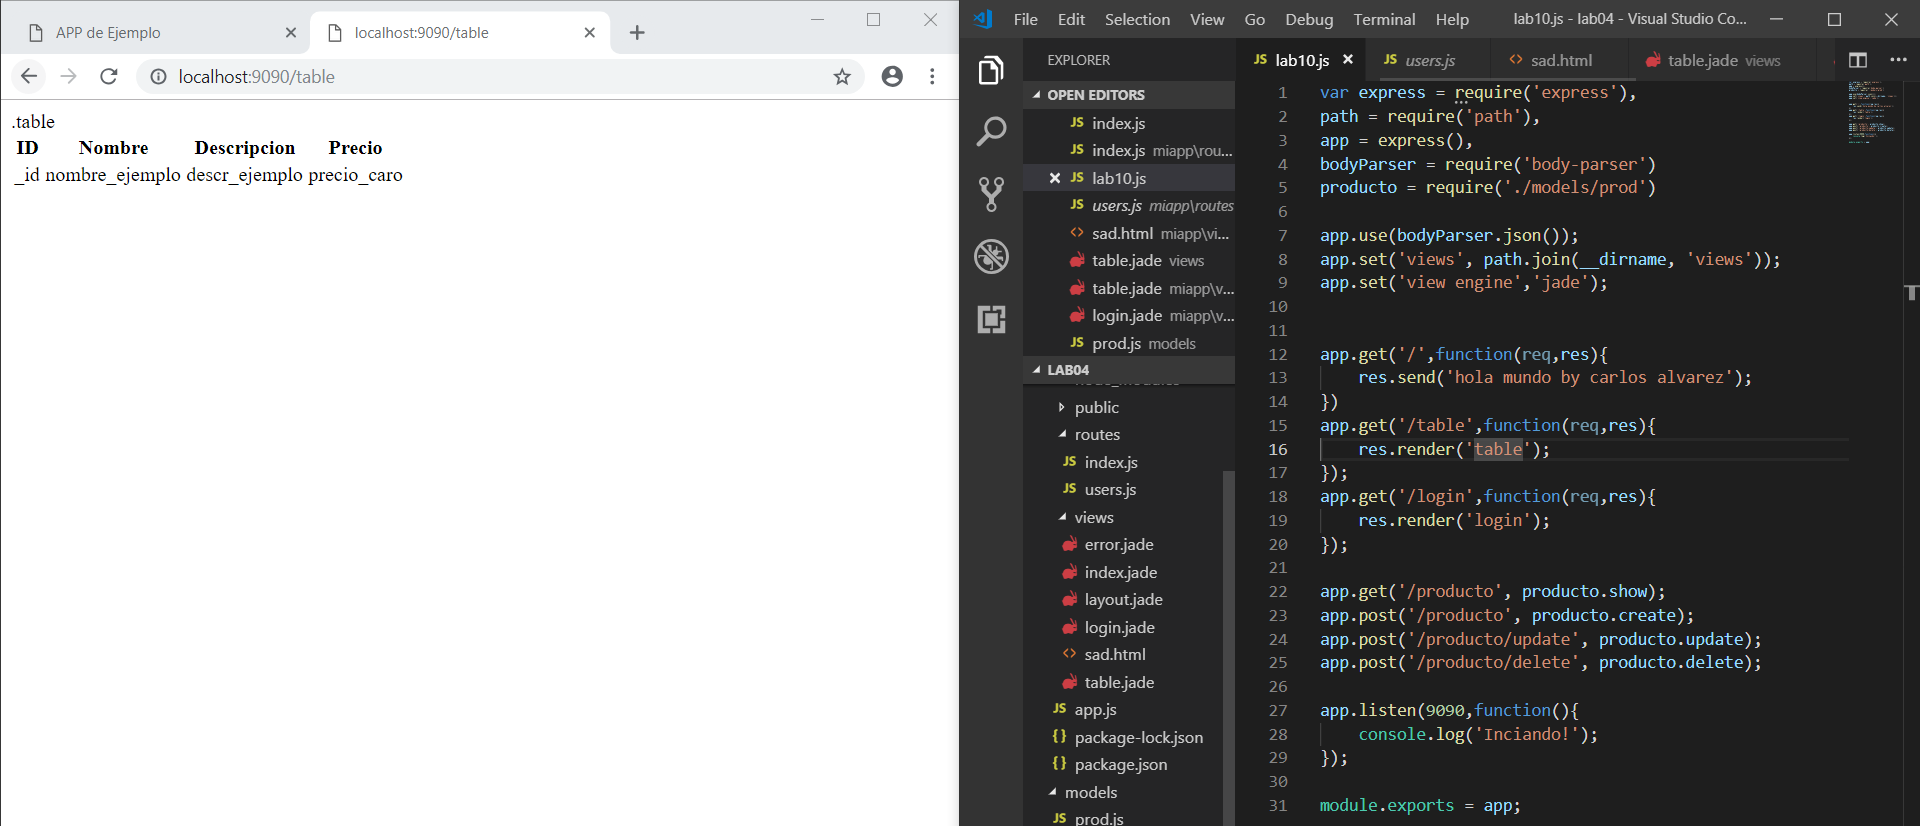 APP de Ejemplo
localhost:9090/table
localhost:9090/table
.table
ID Nombre Descripcion Precio
_id nombre_ejemplo descr_ejemplo precio_caro
File Edit Selection View Go Debug Terminal Help lab10.js - lab04 - Visual Studio Co...
EXPLORER
OPEN EDITORS
JS index.js
JS index.js miapp\rou...
JS lab10.js
JS users.js miapp\routes
<> sad.html miapp\vi...
table.jade views
table.jade miapp\v...
login.jade miapp\v...
JS prod.js models
LAB04
public
routes
JS index.js
JS users.js
views
error.jade
index.jade
layout.jade
login.jade
<> sad.html
table.jade
JS app.js
{} package-lock.json
{} package.json
models
JS prod.js
JS lab10.js JS users.js <> sad.html table.jade views
1 var express = require('express'),
2 path = require('path'),
3 app = express(),
4 bodyParser = require('body-parser')
5 producto = require('./models/prod')
6
7 app.use(bodyParser.json());
8 app.set('views', path.join(__dirname, 'views'));
9 app.set('view engine','jade');
10
11
12 app.get('/',function(req,res){
13 res.send('hola mundo by carlos alvarez');
14 })
15 app.get('/table',function(req,res){
16 res.render('table');
17 });
18 app.get('/login',function(req,res){
19 res.render('login');
20 });
21
22 app.get('/producto', producto.show);
23 app.post('/producto', producto.create);
24 app.post('/producto/update', producto.update);
25 app.post('/producto/delete', producto.delete);
26
27 app.listen(9090,function(){
28 console.log('Inciando!');
29 });
30
31 module.exports = app;